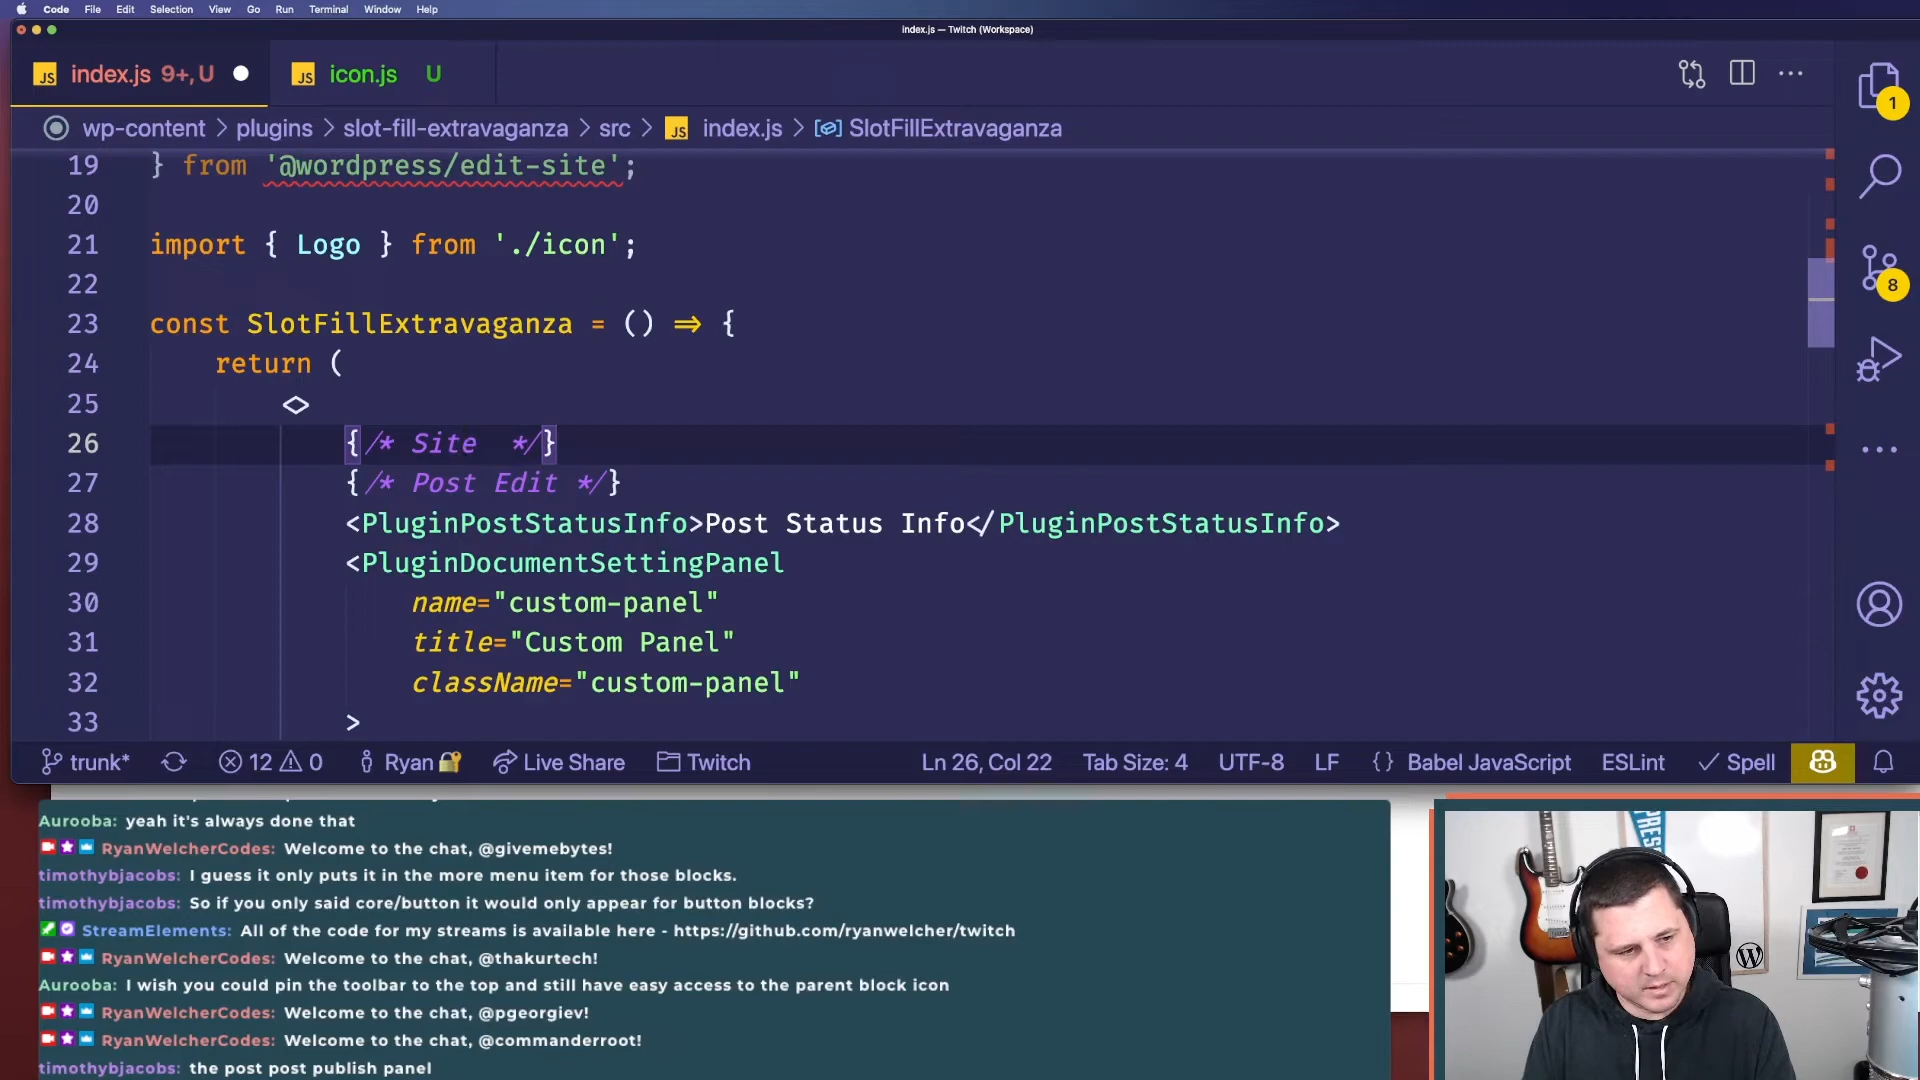 Code File Edit Selection View Go Run Terminal Window Help
index.js — Twitch (Workspace)
JS index.js 9+, U JS icon.js U
1
wp-content > plugins > slot-fill-extravaganza > src > JS index.js > SlotFillExtravaganza
19 } from '@wordpress/edit-site';
20
21 import { Logo } from './icon';
22
8
23 const SlotFillExtravaganza = () => {
24 return (
25 <>
26 {/* Site  */}
27 {/* Post Edit */}
28 <PluginPostStatusInfo>Post Status Info</PluginPostStatusInfo>
29 <PluginDocumentSettingPanel
30 name="custom-panel"
31 title="Custom Panel"
32 className="custom-panel"
33 >
trunk* 12 0 Ryan Live Share Twitch Ln 26, Col 22 Tab Size: 4 UTF-8 LF {} Babel JavaScript ESLint Spell
Aurooba: yeah it's always done that
RyanWelcherCodes: Welcome to the chat, @givemebytes!
timothybjacobs: I guess it only puts it in the more menu item for those blocks.
timothybjacobs: So if you only said core/button it would only appear for button blocks?
StreamElements: All of the code for my streams is available here - https://github.com/ryanwelcher/twitch
RyanWelcherCodes: Welcome to the chat, @thakurtech!
Aurooba: I wish you could pin the toolbar to the top and still have easy access to the parent block icon
RyanWelcherCodes: Welcome to the chat, @pgeorgiev!
RyanWelcherCodes: Welcome to the chat, @commanderroot!
timothybjacobs: the post post publish panel